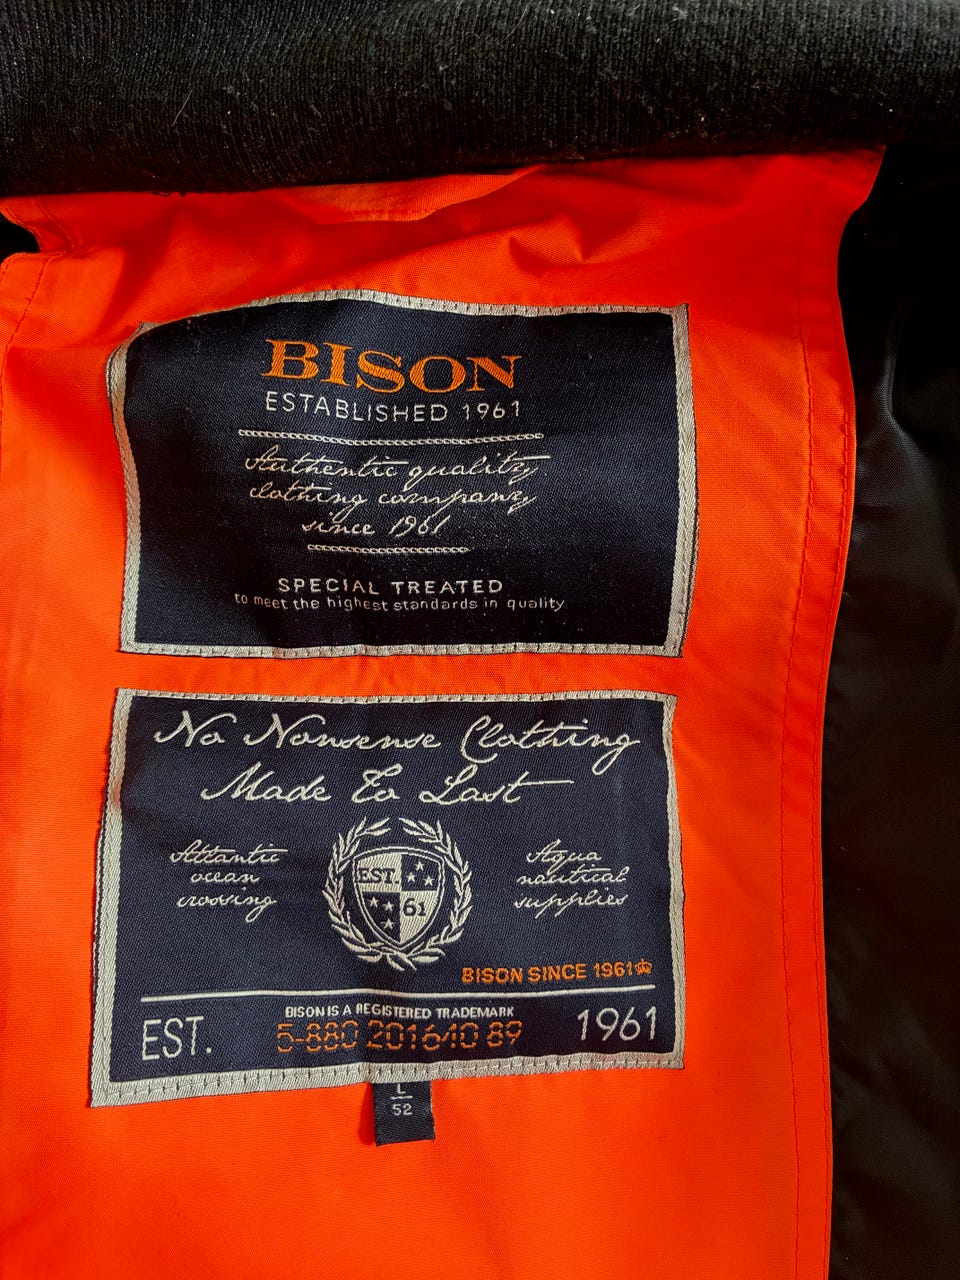 BISON
ESTABLISHED 1961
Authentic quality
clothing company
since 1961
SPECIAL TREATED
to meet the highest standards in quality
No Nonsense Clothing
Made To Last
Atlantic
ocean
crossing
EST.
61
Aqua
nautical
supplies
BISON SINCE 1961
BISON IS A REGISTERED TRADEMARK
EST.
5-880 201640 89
1961
L
52